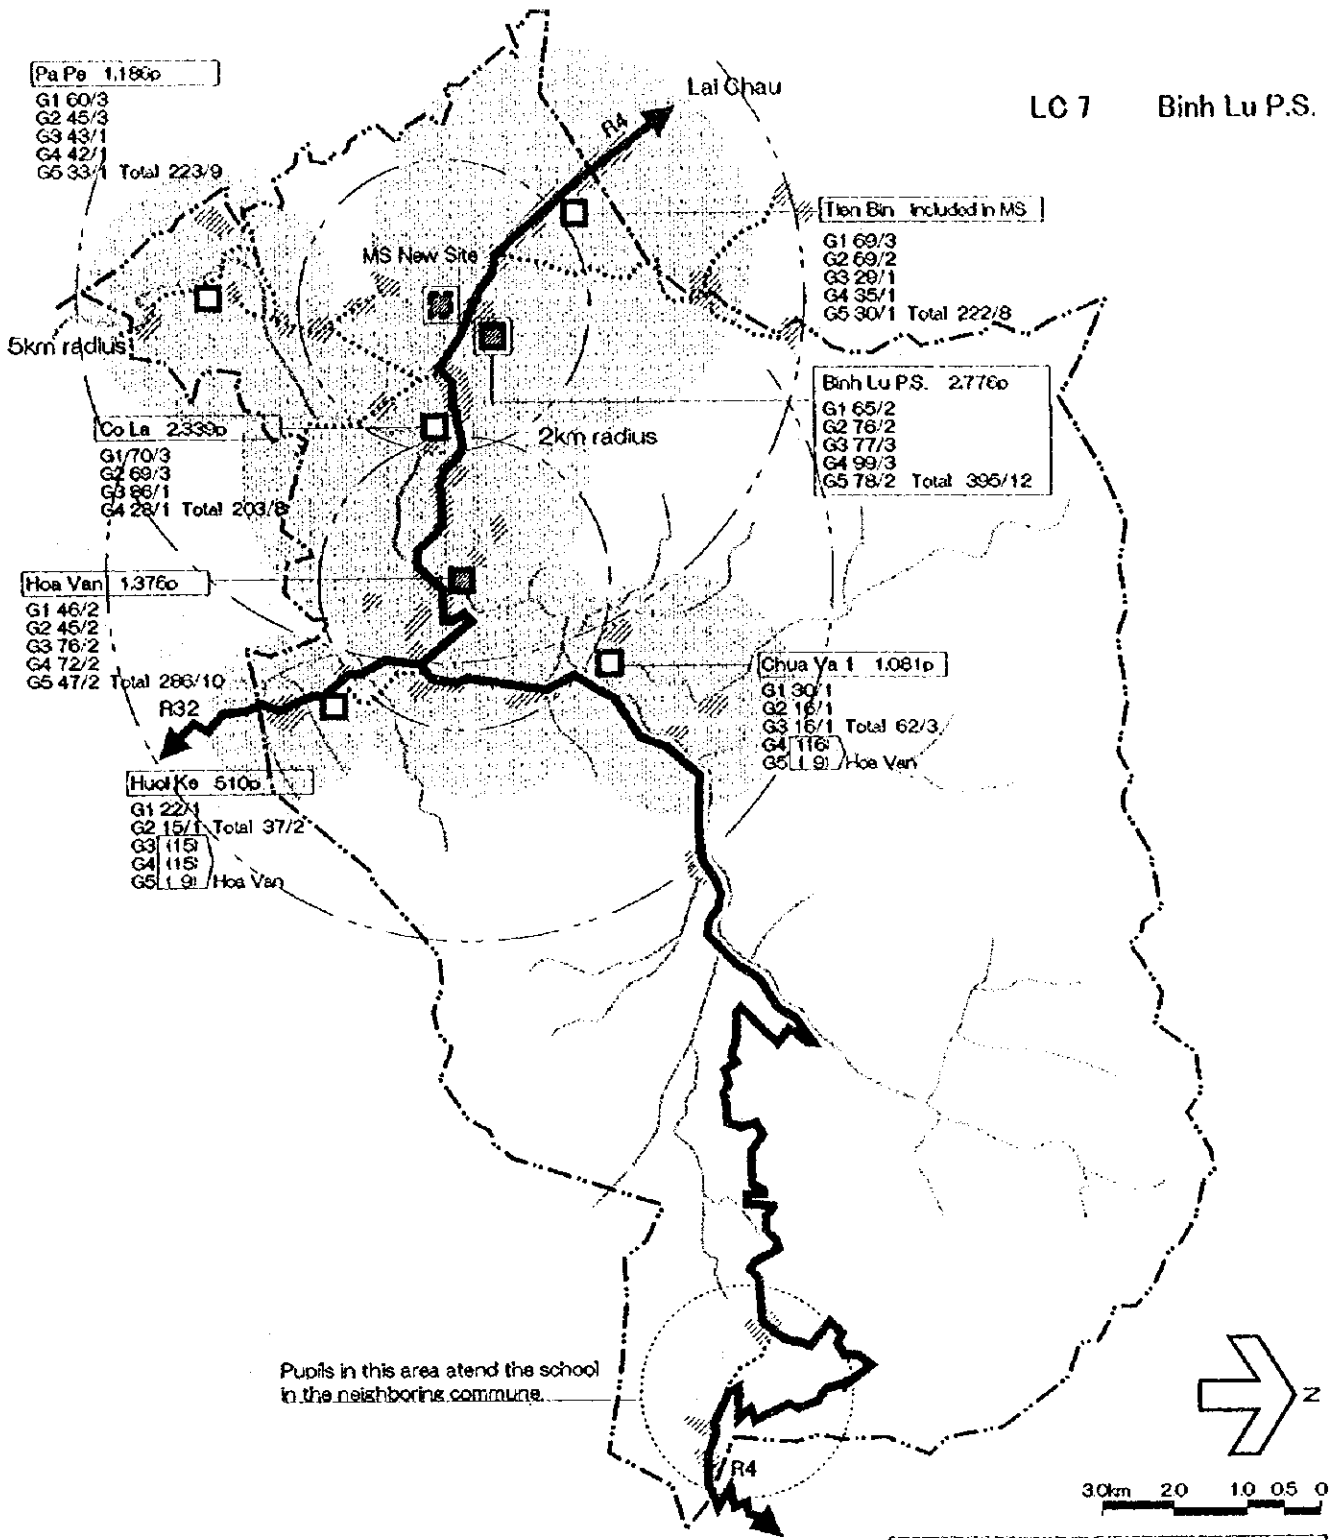 LC 7 Binh Lu P.S.
Pa Pe 1.186p
G1 60/3
G2 45/3
G3 43/1
G4 42/1
G5 33/1 Total 223/9
Lai Chau
R4
MS New Site
Tien Bin Included in MS
G1 69/3
G2 69/2
G3 29/1
G4 35/1
G5 30/1 Total 222/8
5km radius
Binh Lu P.S. 2.776p
G1 65/2
G2 76/2
G3 77/3
G4 99/3
G5 78/2 Total 395/12
2km radius
Co La 2.339p
G1 70/3
G2 69/3
G3 86/1
G4 28/1 Total 203/8
Hoa Van 1.376p
G1 46/2
G2 45/2
G3 76/2
G4 72/2
G5 47/2 Total 286/10
R32
Chua Va 1 1.081p
G1 30/1
G2 16/1
G3 16/1 Total 62/3
G4 (16)
G5 ( 9) Hoa Van
Huoi Ke 510p
G1 22/1
G2 15/1 Total 37/2
G3 (15)
G4 (15)
G5 ( 9) Hoa Van
Pupils in this area atend the school
in the neighboring commune.
R4
N
3.0km 2.0 1.0 0.5 0